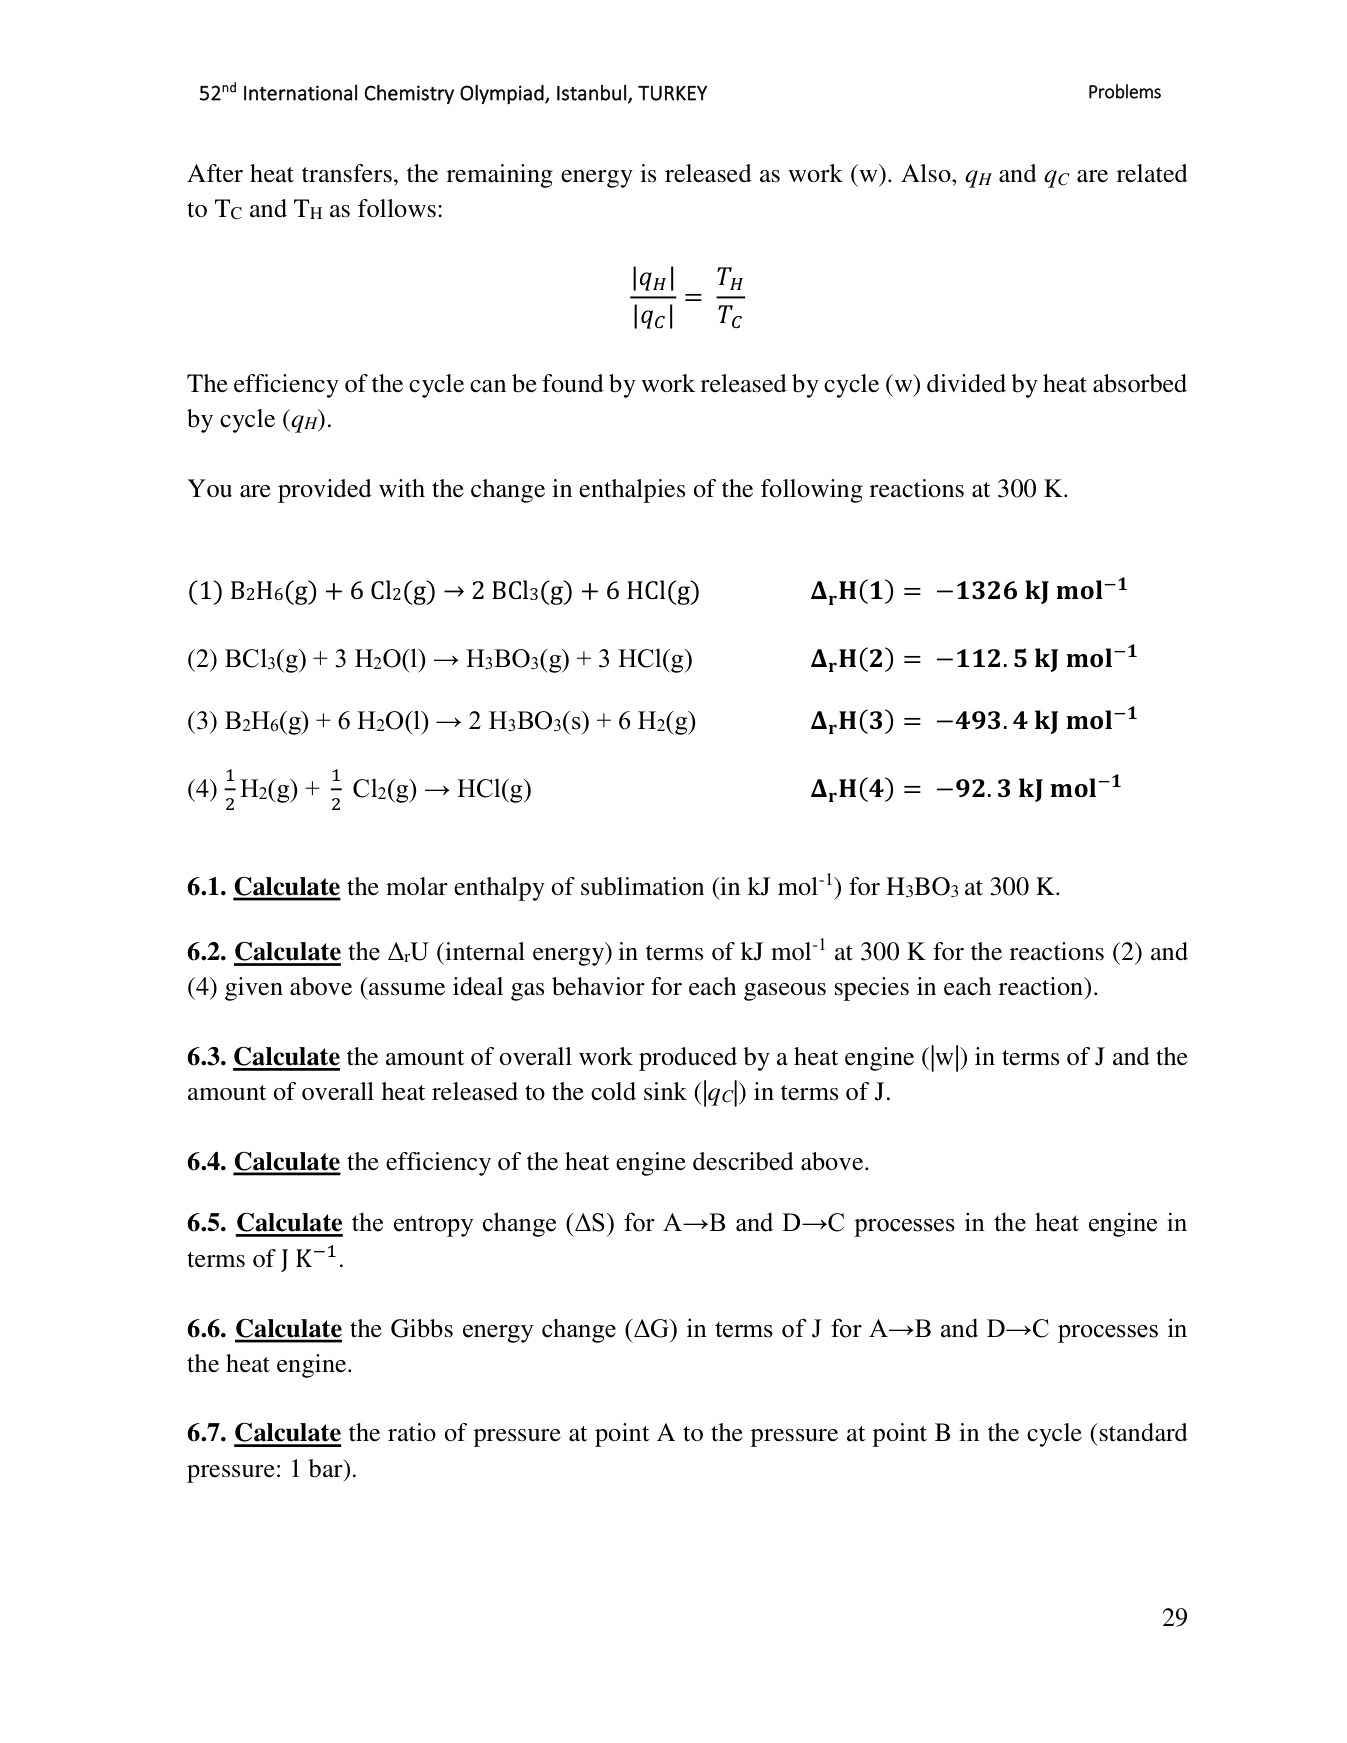 52nd International Chemistry Olympiad, Istanbul, TURKEY Problems
After heat transfers, the remaining energy is released as work (w). Also, qH and qC are related
to TC and TH as follows:
|qH| / |qC| = TH / TC
The efficiency of the cycle can be found by work released by cycle (w) divided by heat absorbed
by cycle (qH).
You are provided with the change in enthalpies of the following reactions at 300 K.
(1) B2H6(g) + 6 Cl2(g) → 2 BCl3(g) + 6 HCl(g) ΔrH(1) = −1326 kJ mol−1
(2) BCl3(g) + 3 H2O(l) → H3BO3(g) + 3 HCl(g) ΔrH(2) = −112.5 kJ mol−1
(3) B2H6(g) + 6 H2O(l) → 2 H3BO3(s) + 6 H2(g) ΔrH(3) = −493.4 kJ mol−1
(4) 1/2 H2(g) + 1/2 Cl2(g) → HCl(g) ΔrH(4) = −92.3 kJ mol−1
6.1. Calculate the molar enthalpy of sublimation (in kJ mol-1) for H3BO3 at 300 K.
6.2. Calculate the ΔrU (internal energy) in terms of kJ mol-1 at 300 K for the reactions (2) and
(4) given above (assume ideal gas behavior for each gaseous species in each reaction).
6.3. Calculate the amount of overall work produced by a heat engine (|w|) in terms of J and the
amount of overall heat released to the cold sink (|qC|) in terms of J.
6.4. Calculate the efficiency of the heat engine described above.
6.5. Calculate the entropy change (ΔS) for A→B and D→C processes in the heat engine in
terms of J K−1.
6.6. Calculate the Gibbs energy change (ΔG) in terms of J for A→B and D→C processes in
the heat engine.
6.7. Calculate the ratio of pressure at point A to the pressure at point B in the cycle (standard
pressure: 1 bar).
29